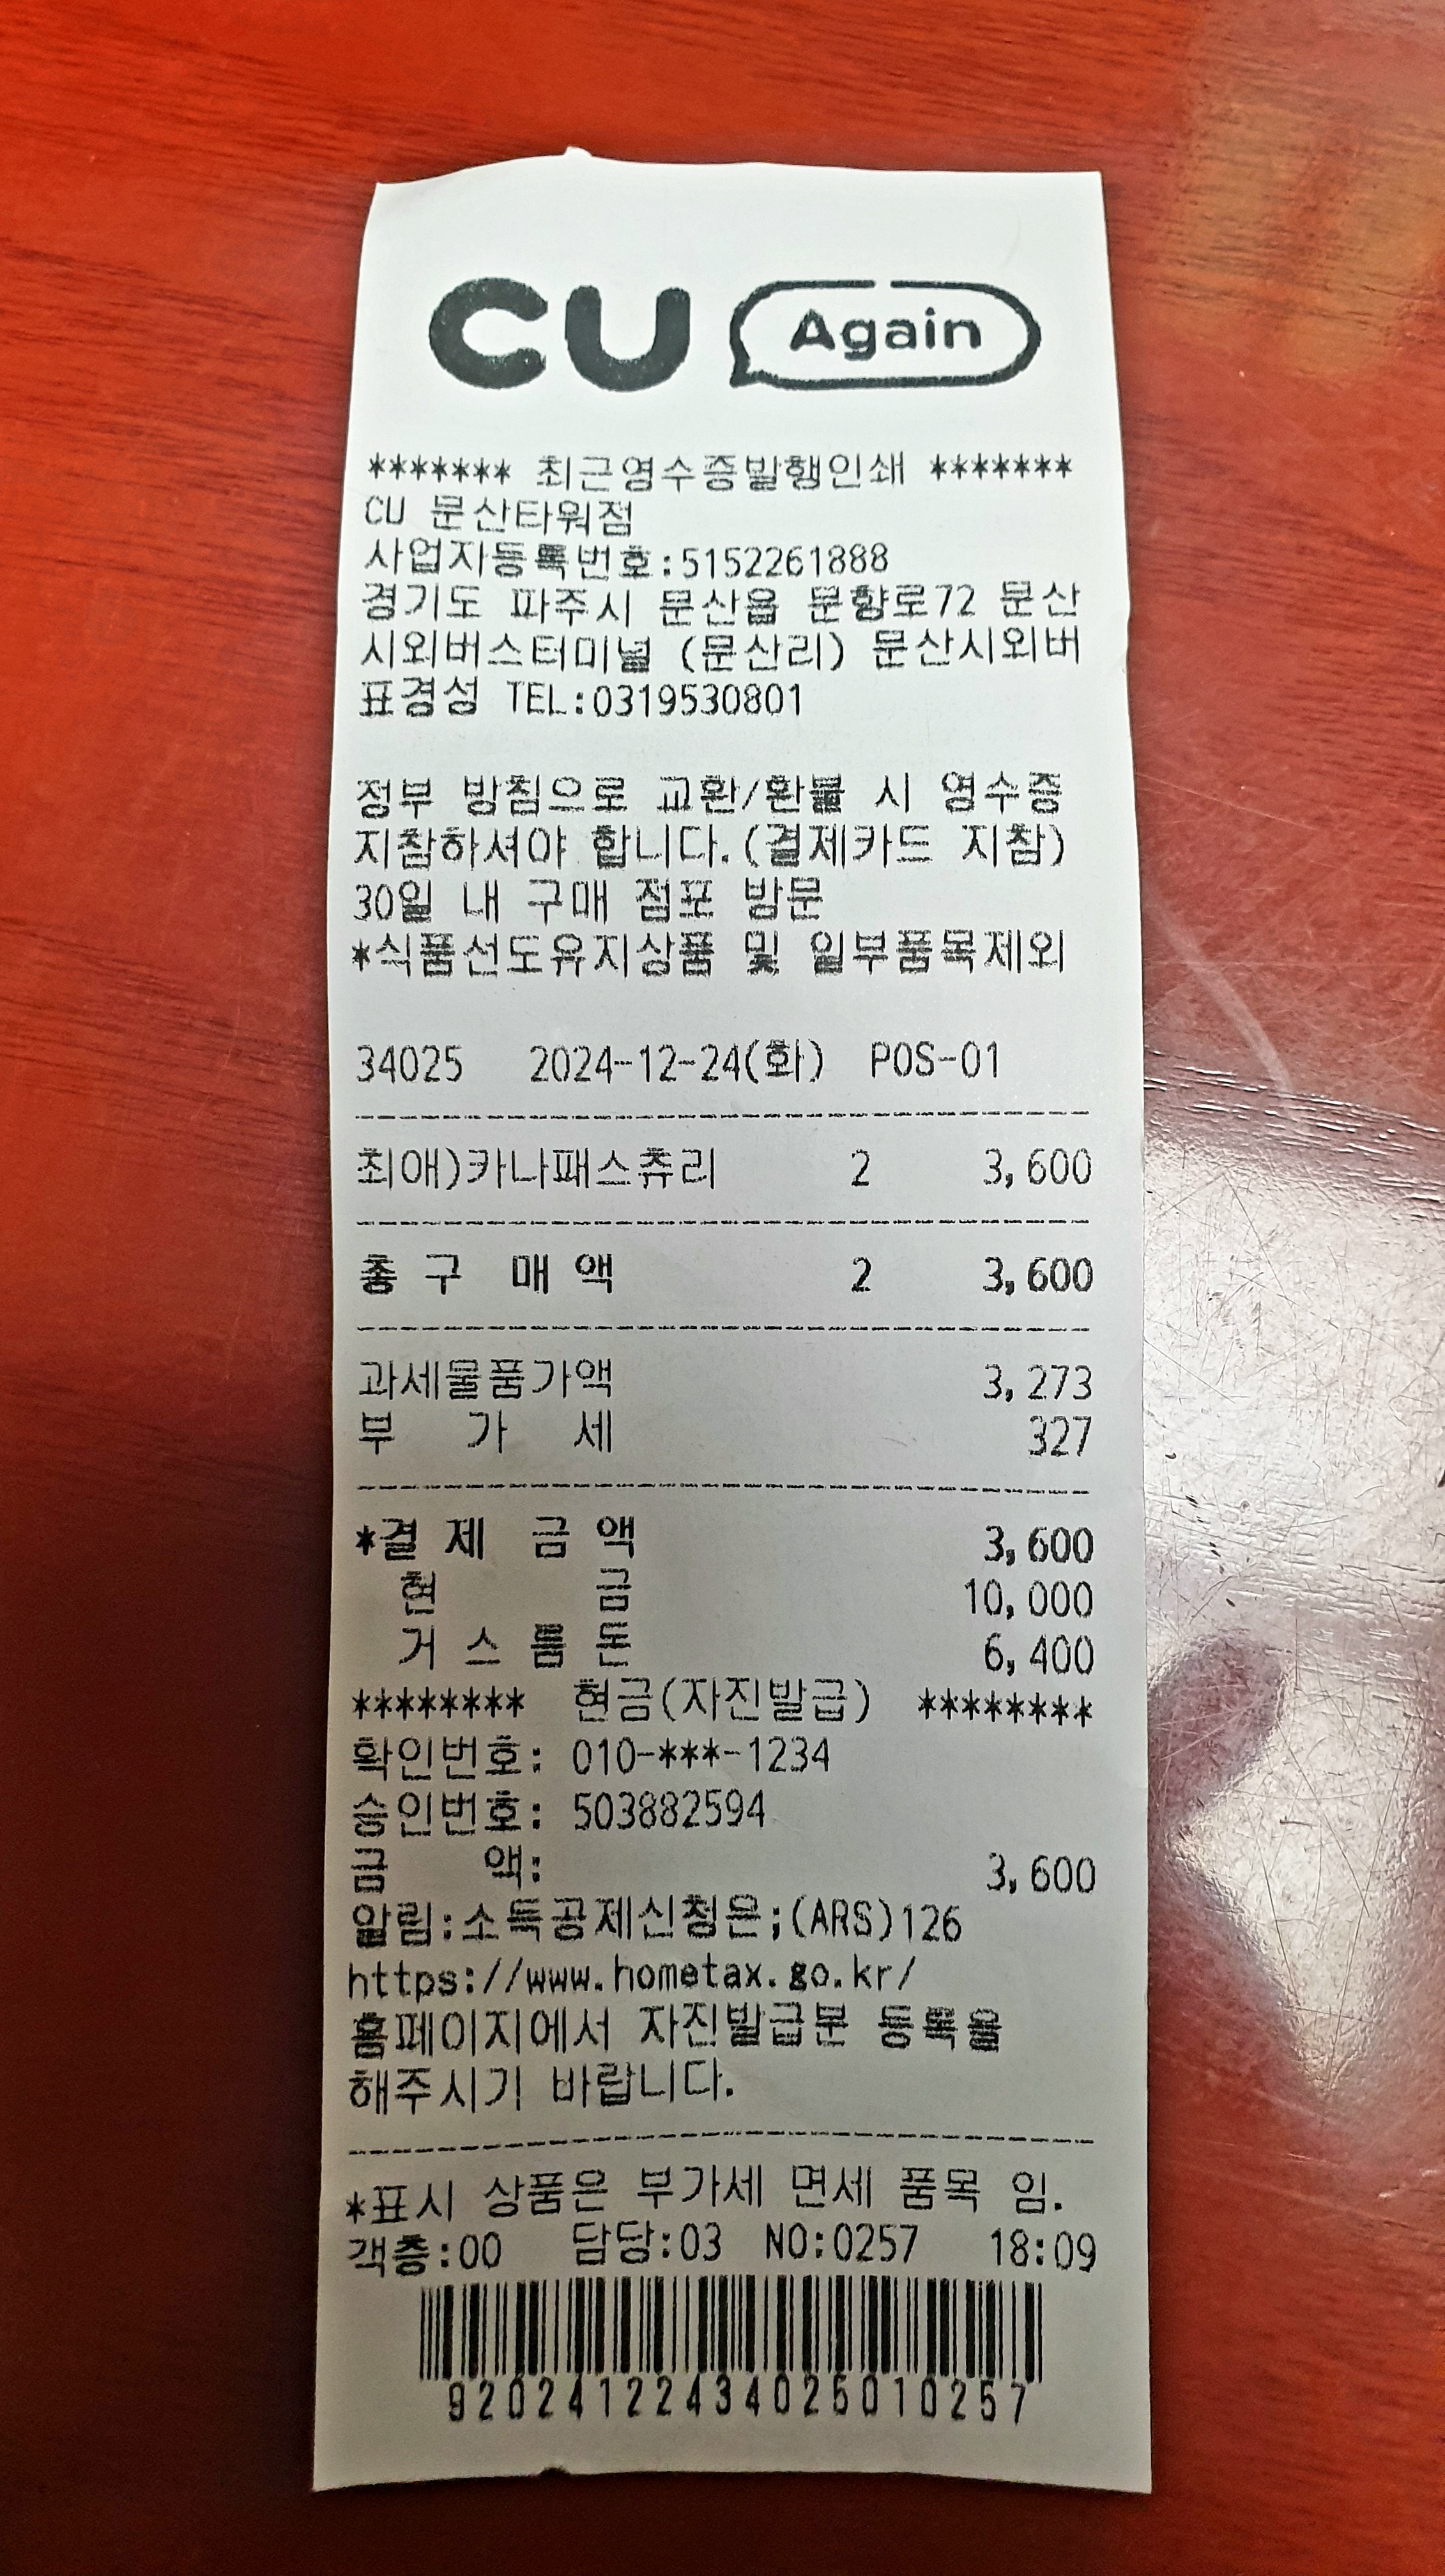 CU Again
******* 최근영수증발행인쇄 *******
CU 문산타워점
사업자등록번호:5152261888
경기도 파주시 문산읍 문향로72 문산
시외버스터미널 (문산리) 문산시외버
표경성 TEL:0319530801
정부 방침으로 교환/환불 시 영수증
지참하셔야 합니다.(결제카드 지참)
30일 내 구매 점포 방문
*식품선도유지상품 및 일부품목제외
34025 2024-12-24(화) POS-01
최애)카나패스츄리 2 3,600
총 구 매 액 2 3,600
과세물품가액 3,273
부 가 세 327
*결 제 금 액 3,600
현 금 10,000
거 스 름 돈 6,400
******** 현금(자진발급) ********
확인번호: 010-***-1234
승인번호: 503882594
금 액: 3,600
알림:소득공제신청은;(ARS)126
https://www.hometax.go.kr/
홈페이지에서 자진발급분 등록을
해주시기 바랍니다.
*표시 상품은 부가세 면세 품목 임.
객층:00 담당:03 NO:0257 18:09
92024122434025010257